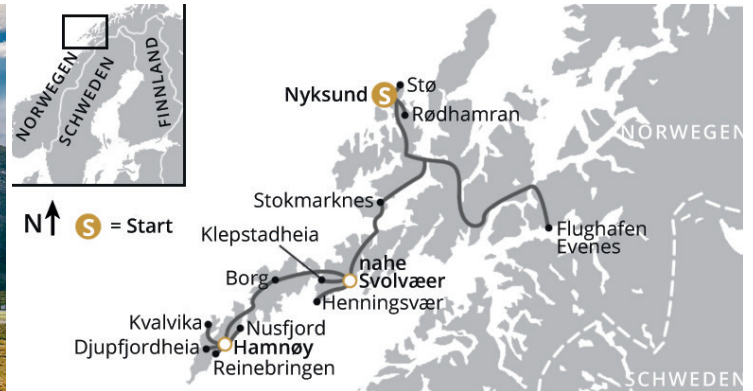 NORWEGEN
SCHWEDEN
FINNLAND
N
S = Start
Nyksund
S
Stø
Rødhamran
NORWEGEN
Stokmarknes
Klepstadheia
Flughafen
Evenes
nahe
Svolvæer
Borg
Henningsvær
Kvalvika
Nusfjord
Djupfjordheia
Hamnøy
Reinebringen
SCHWEDEN